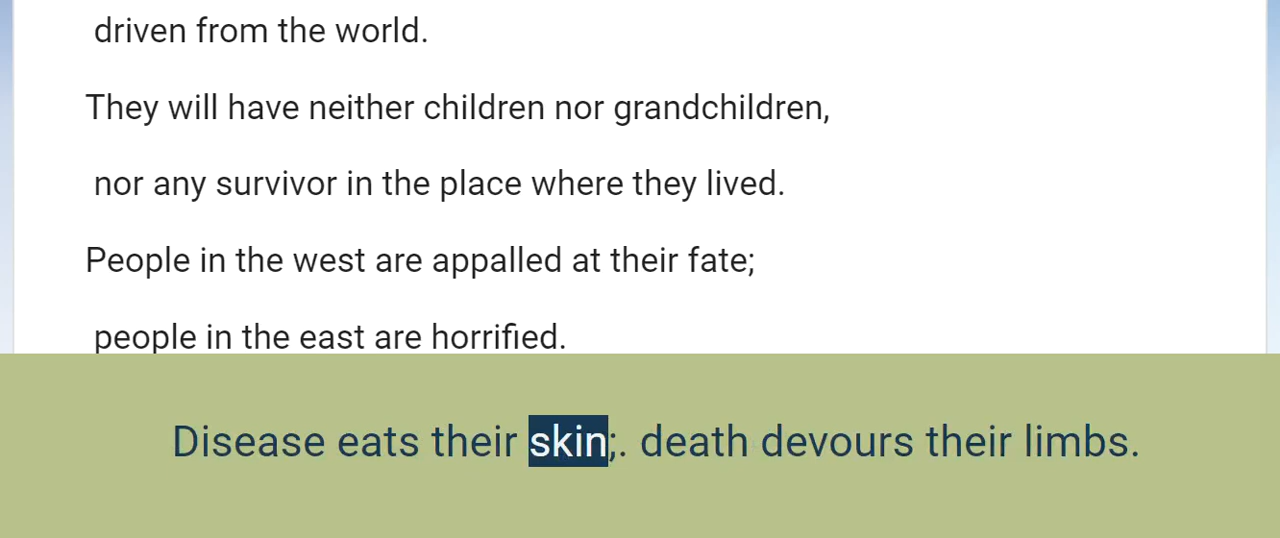 driven from the world.
They will have neither children nor grandchildren,
nor any survivor in the place where they lived.
People in the west are appalled at their fate;
people in the east are horrified.
Disease eats their skin;. death devours their limbs.